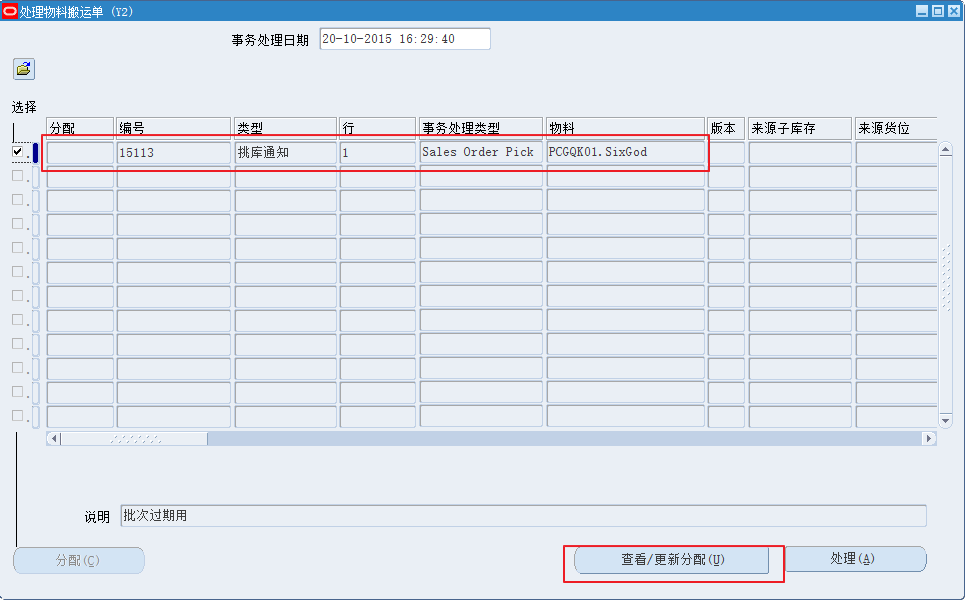 处理物料搬运单 (Y2)
事务处理日期 20-10-2015 16:29:40
选择
分配 编号 类型 行 事务处理类型 物料 版本 来源子库存 来源货位
15113 挑库通知 1 Sales Order Pick PCGQK01.SixGod
说明 批次过期用
分配(C) 查看/更新分配(U) 处理(A)